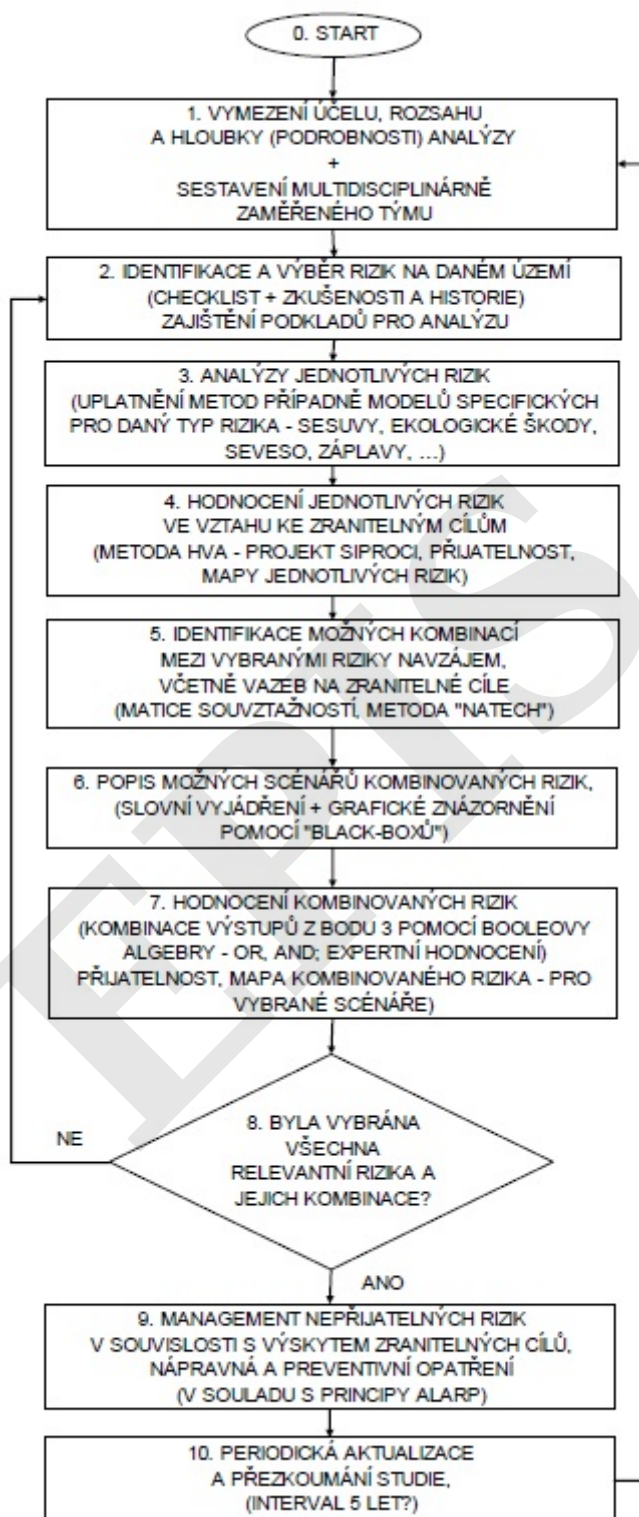 0. START
1. VYMEZENÍ ÚČELU, ROZSAHU
A HLOUBKY (PODROBNOSTI) ANALÝZY
+
SESTAVENÍ MULTIDISCIPLINÁRNĚ
ZAMĚŘENÉHO TÝMU
2. IDENTIFIKACE A VÝBĚR RIZIK NA DANÉM ÚZEMÍ
(CHECKLIST + ZKUŠENOSTI A HISTORIE)
ZAJIŠTĚNÍ PODKLADŮ PRO ANALÝZU
3. ANALÝZY JEDNOTLIVÝCH RIZIK
(UPLATNĚNÍ METOD PŘÍPADNĚ MODELŮ SPECIFICKÝCH
PRO DANÝ TYP RIZIKA - SESUVY, EKOLOGICKÉ ŠKODY,
SEVESO, ZÁPLAVY, ...)
4. HODNOCENÍ JEDNOTLIVÝCH RIZIK
VE VZTAHU KE ZRANITELNÝM CÍLŮM
(METODA HVA - PROJEKT SIPROCI, PŘIJATELNOST,
MAPY JEDNOTLIVÝCH RIZIK)
5. IDENTIFIKACE MOŽNÝCH KOMBINACÍ
MEZI VYBRANÝMI RIZIKY NAVZÁJEM,
VČETNĚ VAZEB NA ZRANITELNÉ CÍLE
(MATICE SOUVZTAŽNOSTÍ, METODA "NATECH")
6. POPIS MOŽNÝCH SCÉNÁŘŮ KOMBINOVANÝCH RIZIK,
(SLOVNÍ VYJÁDŘENÍ + GRAFICKÉ ZNÁZORNĚNÍ
POMOCÍ "BLACK-BOXŮ")
7. HODNOCENÍ KOMBINOVANÝCH RIZIK
(KOMBINACE VÝSTUPŮ Z BODU 3 POMOCÍ BOOLEOVY
ALGEBRY - OR, AND; EXPERTNÍ HODNOCENÍ)
PŘIJATELNOST, MAPA KOMBINOVANÉHO RIZIKA - PRO
VYBRANÉ SCÉNÁŘE)
8. BYLA VYBRÁNA
VŠECHNA
RELEVANTNÍ RIZIKA A
JEJICH KOMBINACE?
NE
ANO
9. MANAGEMENT NEPŘIJATELNÝCH RIZIK
V SOUVISLOSTI S VÝSKYTEM ZRANITELNÝCH CÍLŮ,
NÁPRAVNÁ A PREVENTIVNÍ OPATŘENÍ
(V SOULADU S PRINCIPY ALARP)
10. PERIODICKÁ AKTUALIZACE
A PŘEZKOUMÁNÍ STUDIE,
(INTERVAL 5 LET?)
EPIS